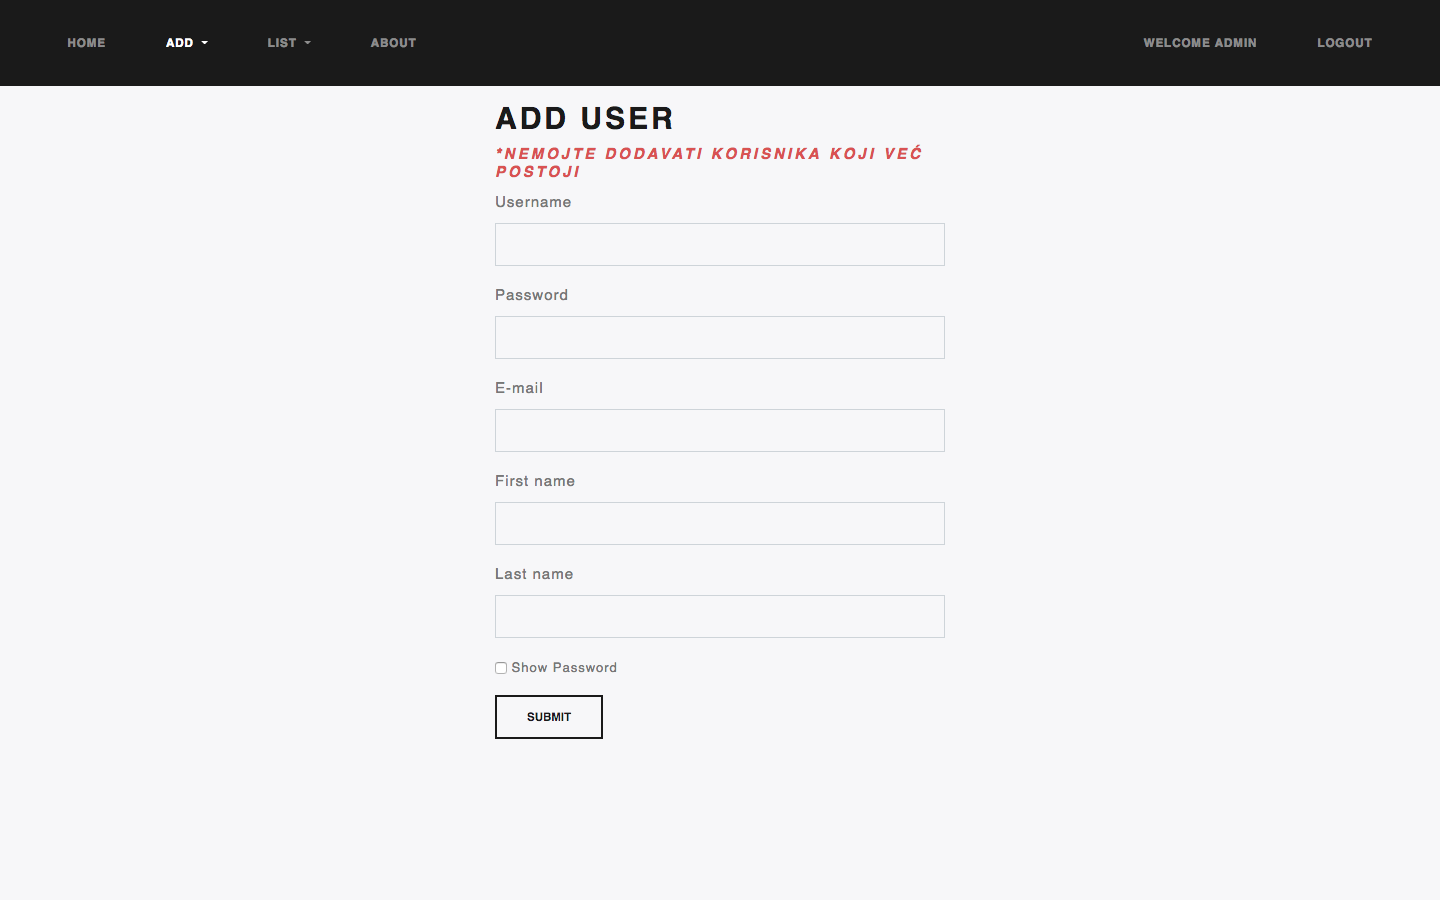 HOME ADD LIST ABOUT WELCOME ADMIN LOGOUT
ADD USER
*NEMOJTE DODAVATI KORISNIKA KOJI VEĆ
POSTOJI
Username
Password
E-mail
First name
Last name
Show Password
SUBMIT